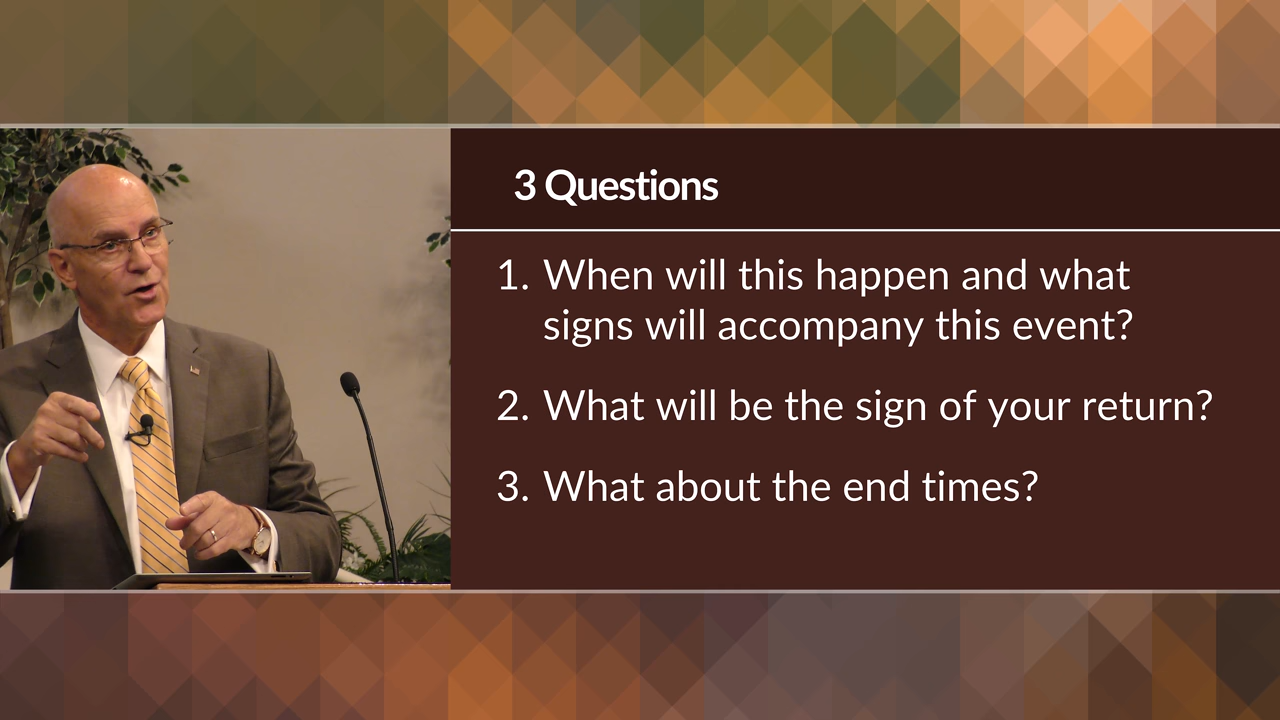 3 Questions
1. When will this happen and what
signs will accompany this event?
2. What will be the sign of your return?
3. What about the end times?